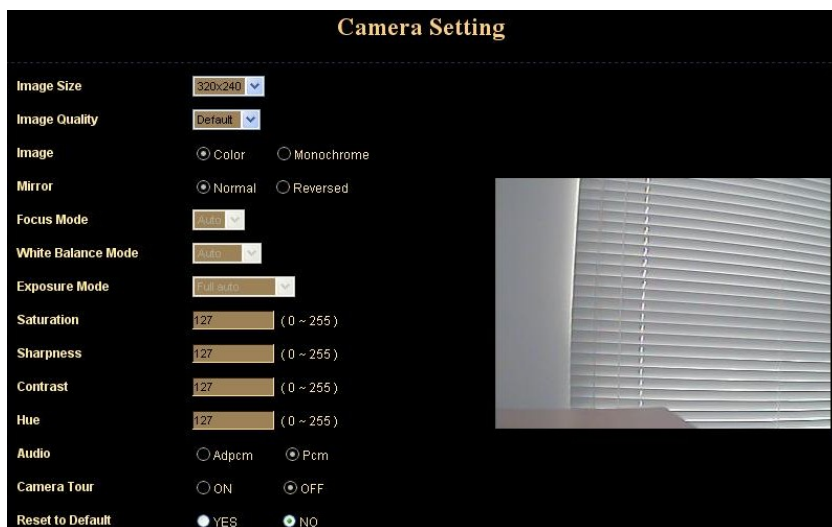 Camera Setting
Image Size 320x240
Image Quality Default
Image Color Monochrome
Mirror Normal Reversed
Focus Mode Auto
White Balance Mode Auto
Exposure Mode Full auto
Saturation 127 ( 0 ~ 255 )
Sharpness 127 ( 0 ~ 255 )
Contrast 127 ( 0 ~ 255 )
Hue 127 ( 0 ~ 255 )
Audio Adpcm Pcm
Camera Tour ON OFF
Reset to Default YES NO